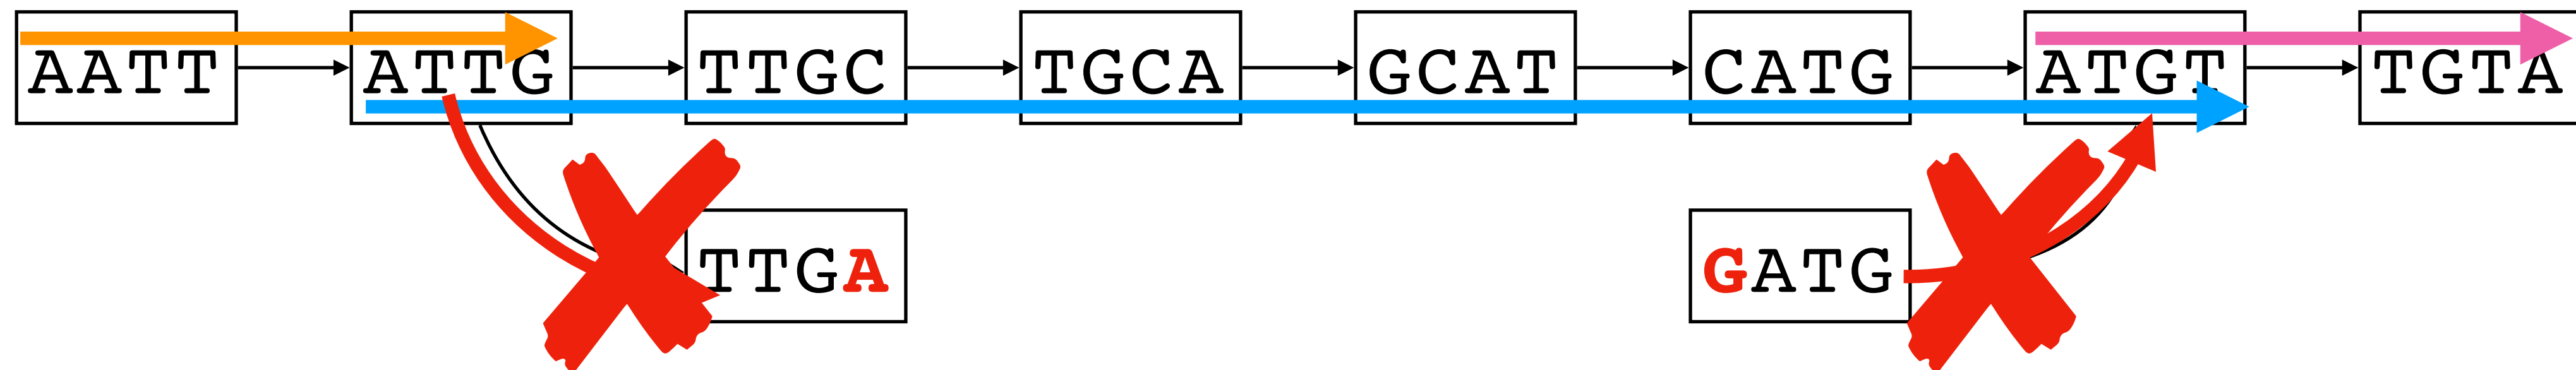 AATT ATTG TTGC TGCA GCAT CATG ATGT TGTA
TTGA GATG